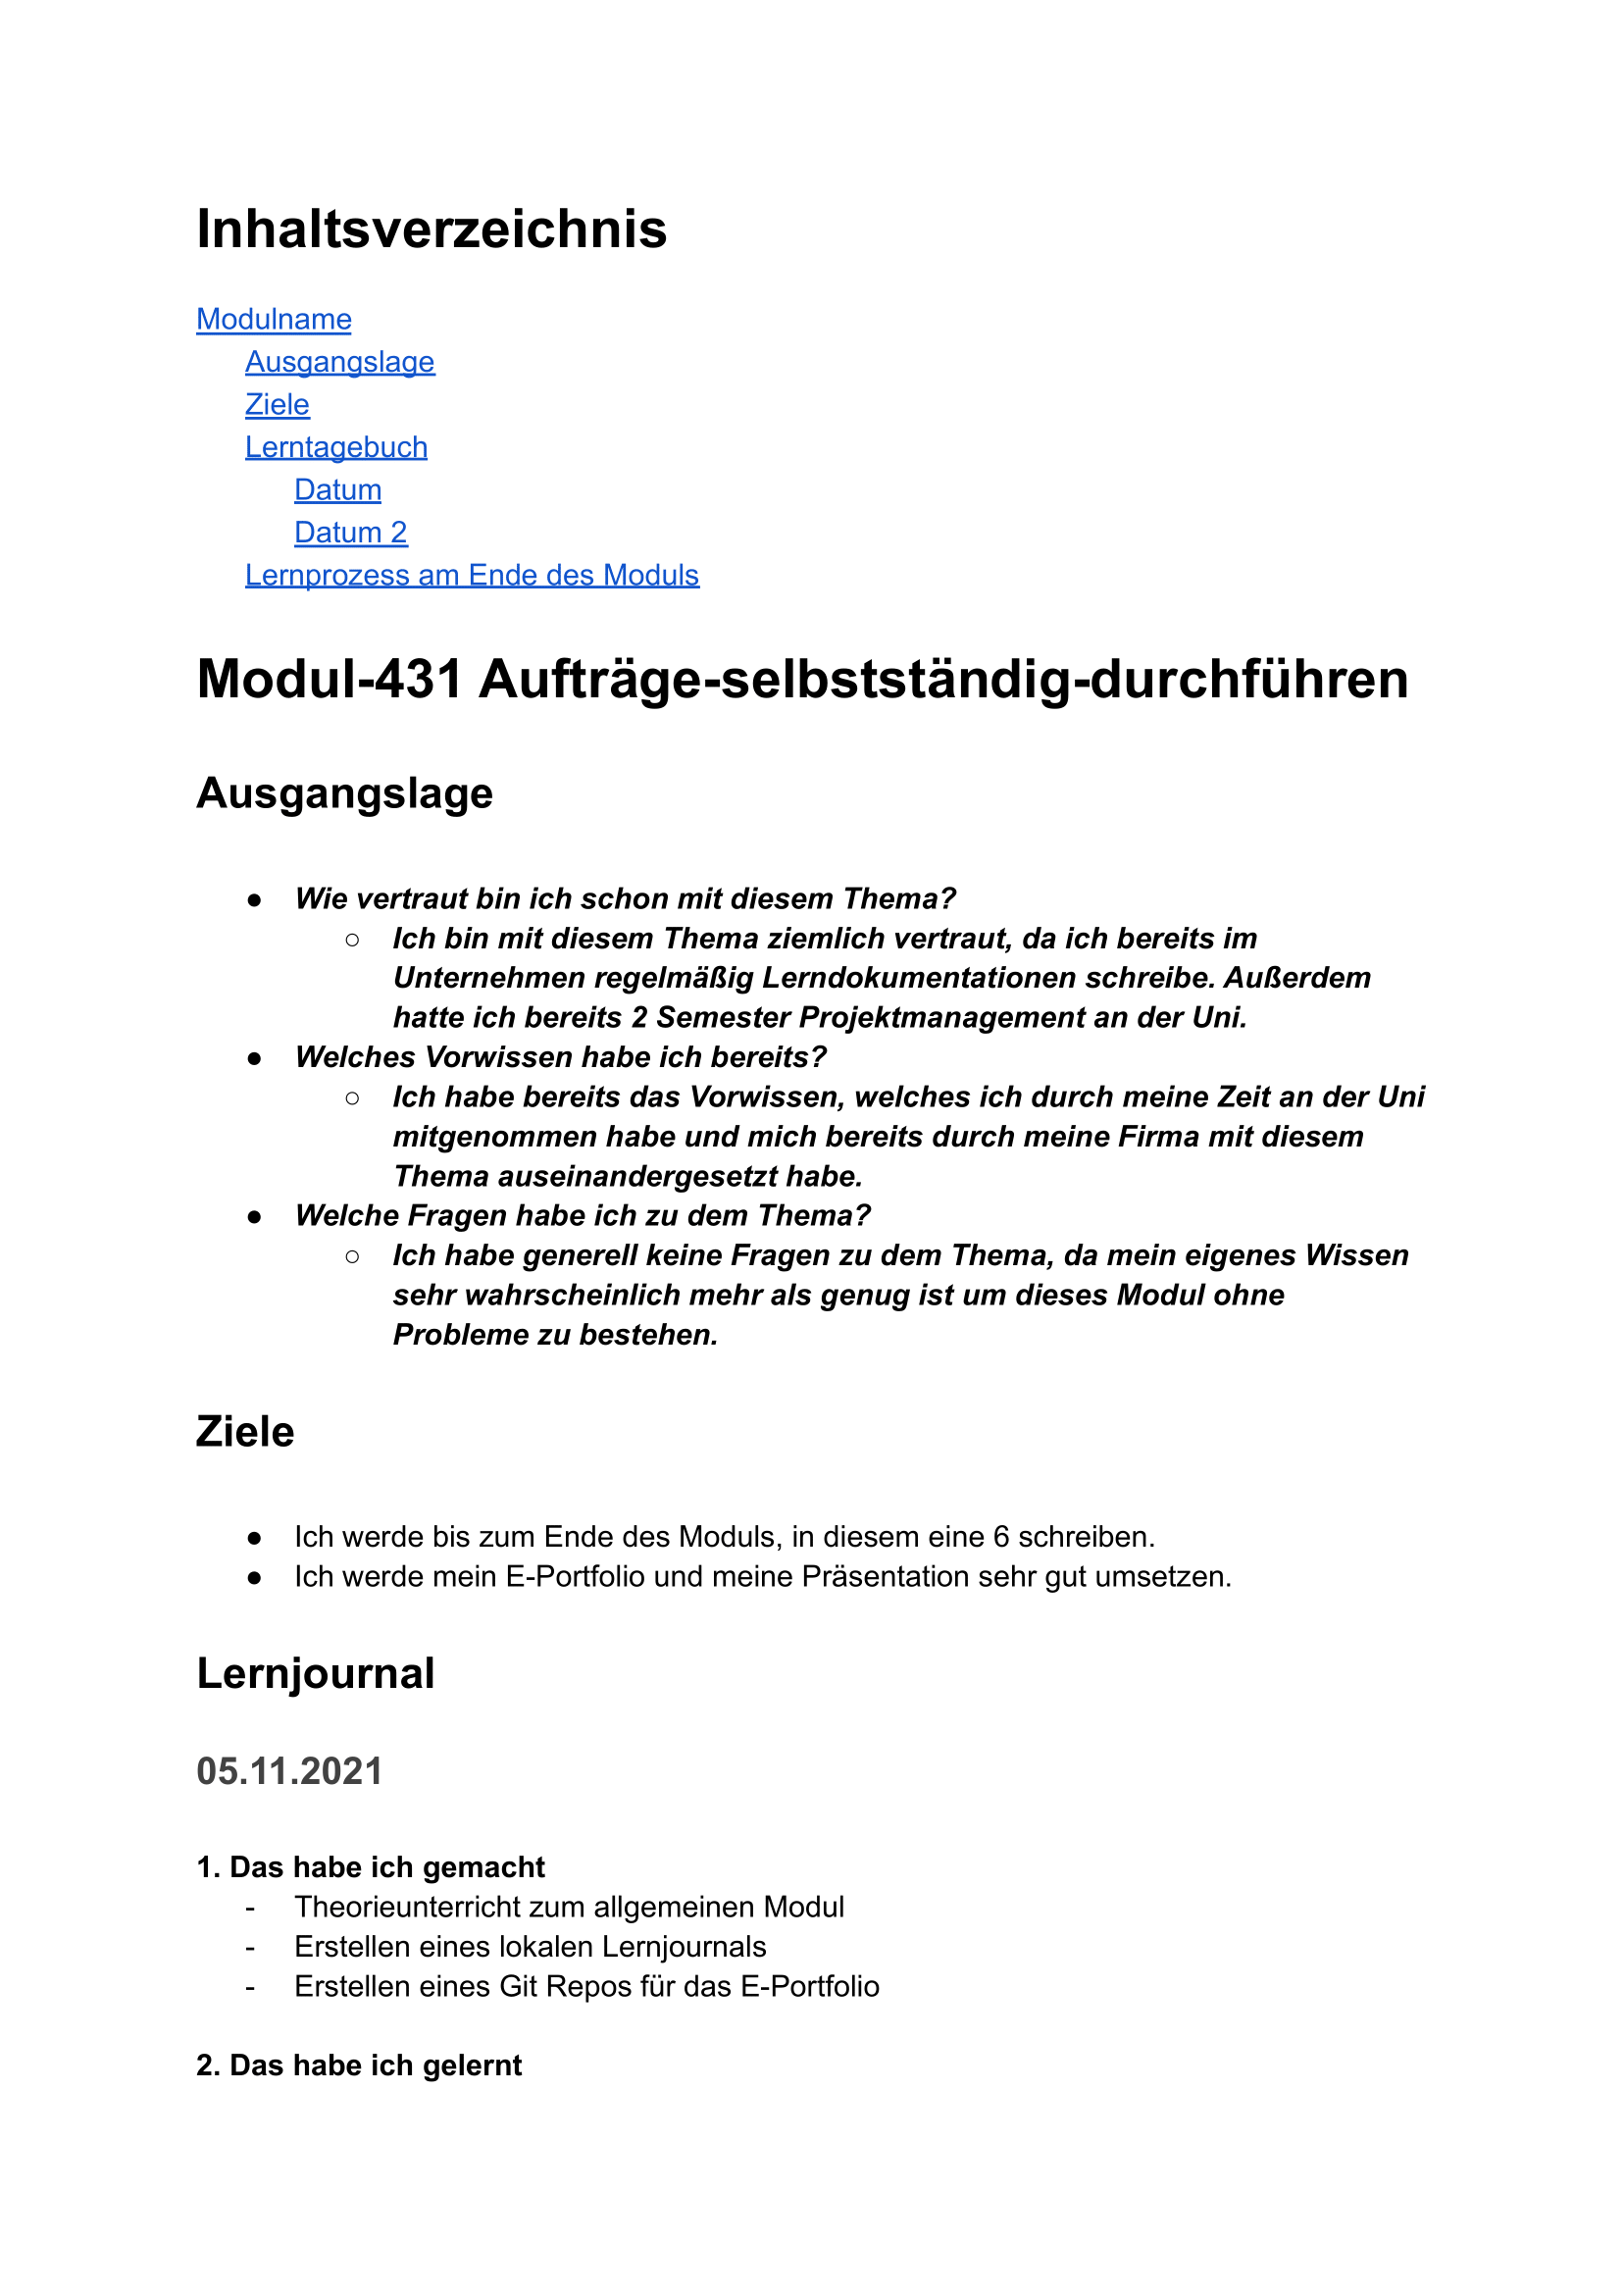 Inhaltsverzeichnis
Modulname
Ausgangslage
Ziele
Lerntagebuch
Datum
Datum 2
Lernprozess am Ende des Moduls
Modul-431 Aufträge-selbstständig-durchführen
Ausgangslage
● Wie vertraut bin ich schon mit diesem Thema?
○ Ich bin mit diesem Thema ziemlich vertraut, da ich bereits im
Unternehmen regelmäßig Lerndokumentationen schreibe. Außerdem
hatte ich bereits 2 Semester Projektmanagement an der Uni.
● Welches Vorwissen habe ich bereits?
○ Ich habe bereits das Vorwissen, welches ich durch meine Zeit an der Uni
mitgenommen habe und mich bereits durch meine Firma mit diesem
Thema auseinandergesetzt habe.
● Welche Fragen habe ich zu dem Thema?
○ Ich habe generell keine Fragen zu dem Thema, da mein eigenes Wissen
sehr wahrscheinlich mehr als genug ist um dieses Modul ohne
Probleme zu bestehen.
Ziele
● Ich werde bis zum Ende des Moduls, in diesem eine 6 schreiben.
● Ich werde mein E-Portfolio und meine Präsentation sehr gut umsetzen.
Lernjournal
05.11.2021
1. Das habe ich gemacht
- Theorieunterricht zum allgemeinen Modul
- Erstellen eines lokalen Lernjournals
- Erstellen eines Git Repos für das E-Portfolio
2. Das habe ich gelernt